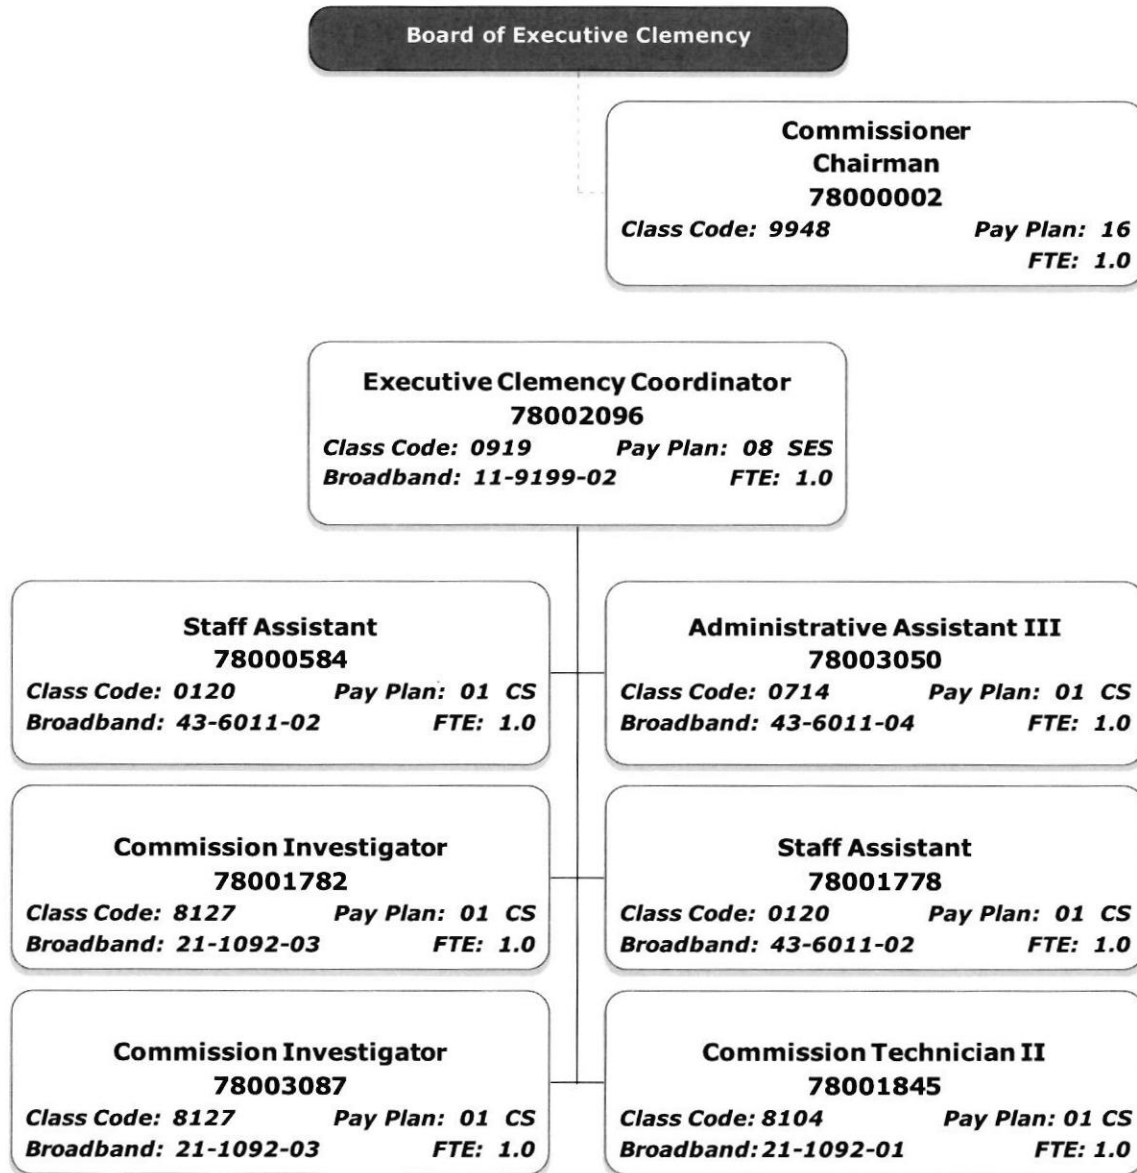 Board of Executive Clemency
Commissioner
Chairman
78000002
Class Code: 9948 Pay Plan: 16
FTE: 1.0
Executive Clemency Coordinator
78002096
Class Code: 0919 Pay Plan: 08 SES
Broadband: 11-9199-02 FTE: 1.0
Staff Assistant
78000584
Class Code: 0120 Pay Plan: 01 CS
Broadband: 43-6011-02 FTE: 1.0
Administrative Assistant III
78003050
Class Code: 0714 Pay Plan: 01 CS
Broadband: 43-6011-04 FTE: 1.0
Commission Investigator
78001782
Class Code: 8127 Pay Plan: 01 CS
Broadband: 21-1092-03 FTE: 1.0
Staff Assistant
78001778
Class Code: 0120 Pay Plan: 01 CS
Broadband: 43-6011-02 FTE: 1.0
Commission Investigator
78003087
Class Code: 8127 Pay Plan: 01 CS
Broadband: 21-1092-03 FTE: 1.0
Commission Technician II
78001845
Class Code: 8104 Pay Plan: 01 CS
Broadband: 21-1092-01 FTE: 1.0